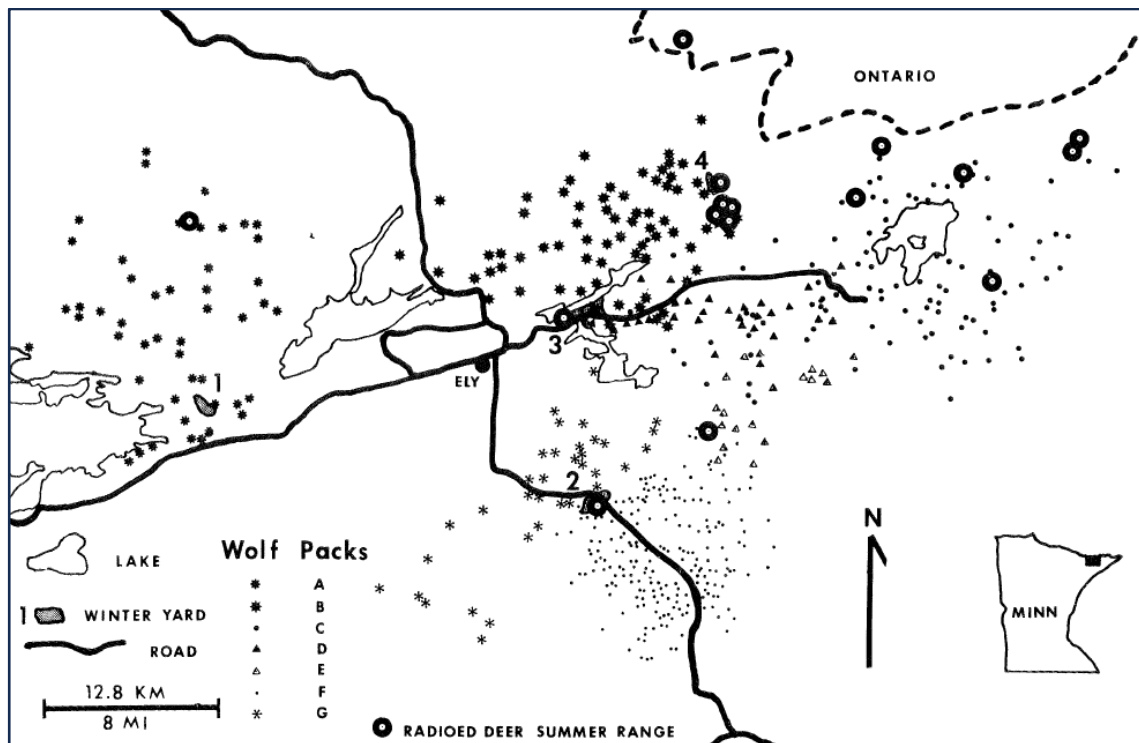 ONTARIO
4
1
3
ELY
2
N
LAKE
1 WINTER YARD
ROAD
12.8 KM
8 MI
Wolf Packs
A
B
C
D
E
F
G
RADIOED DEER SUMMER RANGE
MINN